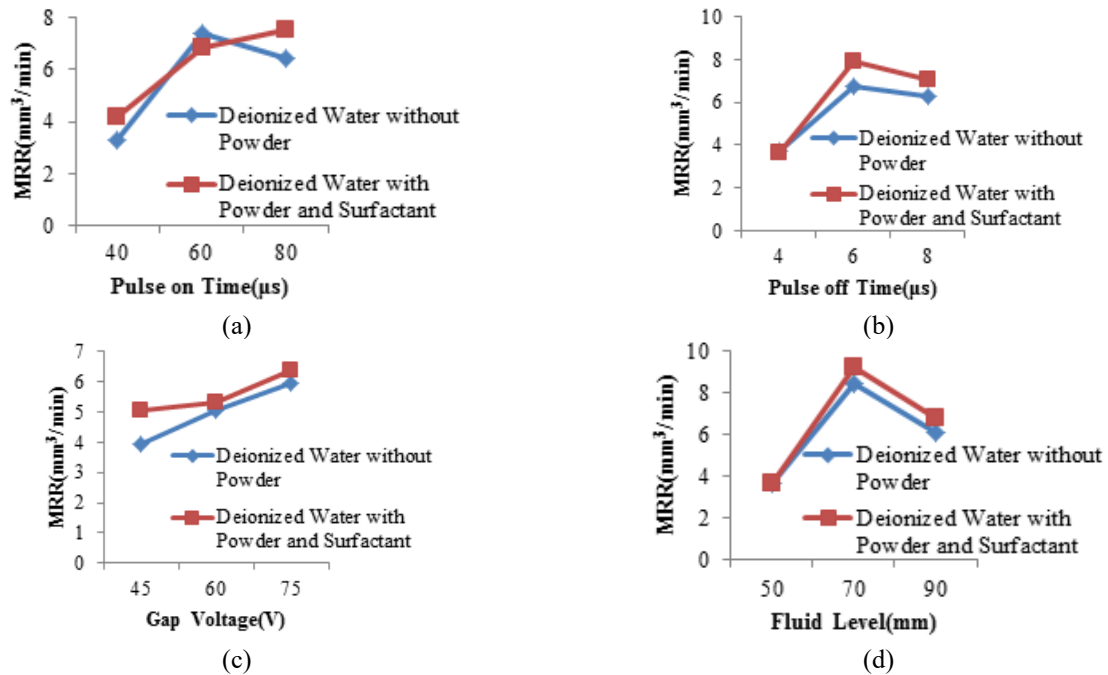 8
6
4
2
0
MRR(mm³/min)
40 60 80
Pulse on Time(μs)
Deionized Water without
Powder
Deionized Water with
Powder and Surfactant
(a)
10
8
6
4
2
0
MRR(mm³/min)
4 6 8
Pulse off Time(μs)
Deionized Water without
Powder
Deionized Water with
Powder and Surfactant
(b)
7
6
5
4
3
2
1
0
MRR(mm³/min)
45 60 75
Gap Voltage(V)
Deionized Water without
Powder
Deionized Water with
Powder and Surfactant
(c)
10
8
6
4
2
0
MRR(mm³/min)
50 70 90
Fluid Level(mm)
Deionized Water without
Powder
Deionized Water with
Powder and Surfactant
(d)